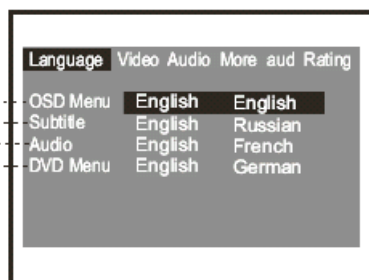 Language Video Audio More aud Rating
OSD Menu English English
Subtitle English Russian
Audio English French
DVD Menu English German